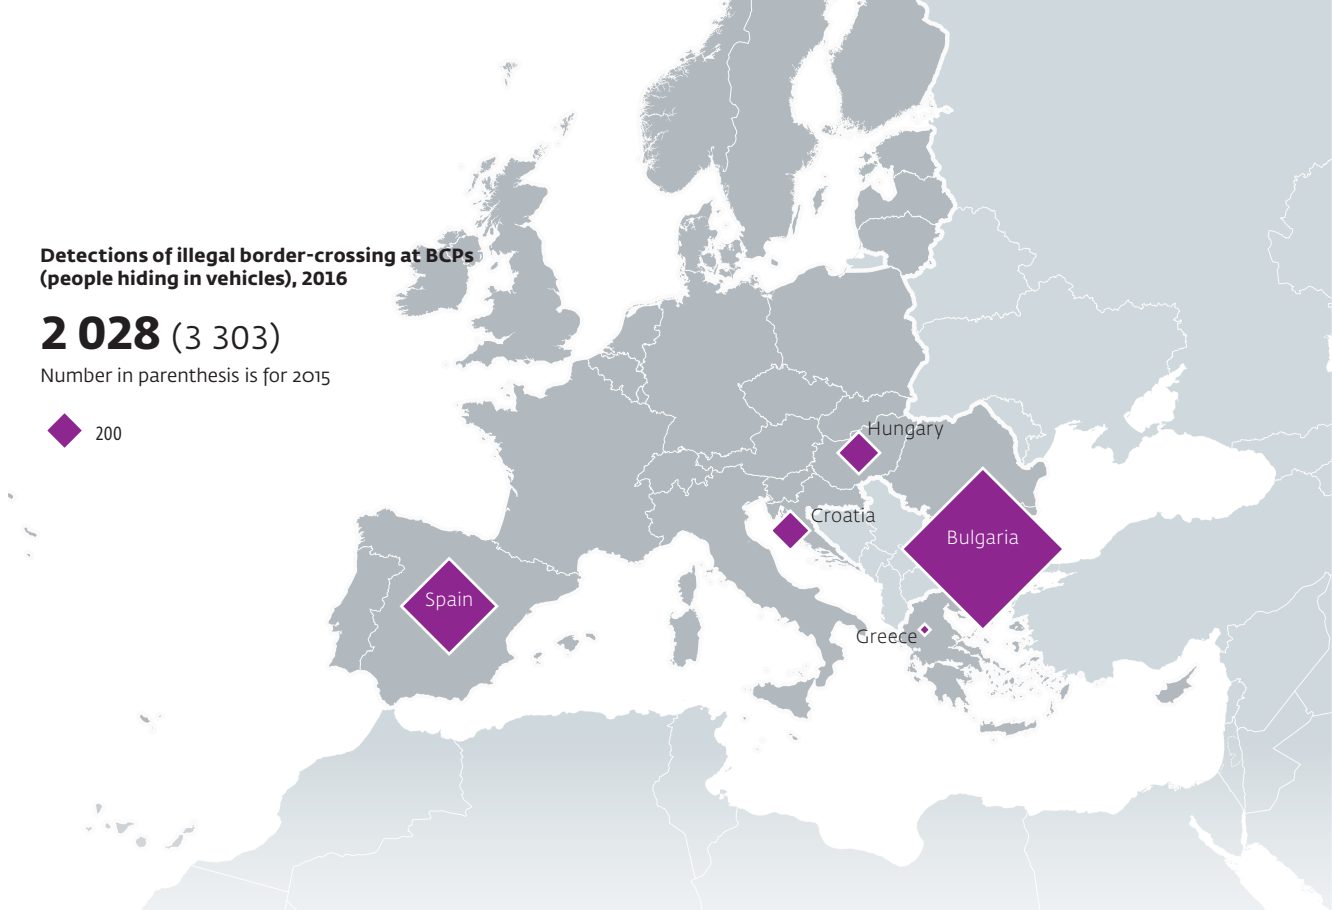 Detections of illegal border-crossing at BCPs
(people hiding in vehicles), 2016
2 028 (3 303)
Number in parenthesis is for 2015
200
Hungary
Croatia
Bulgaria
Spain
Greece